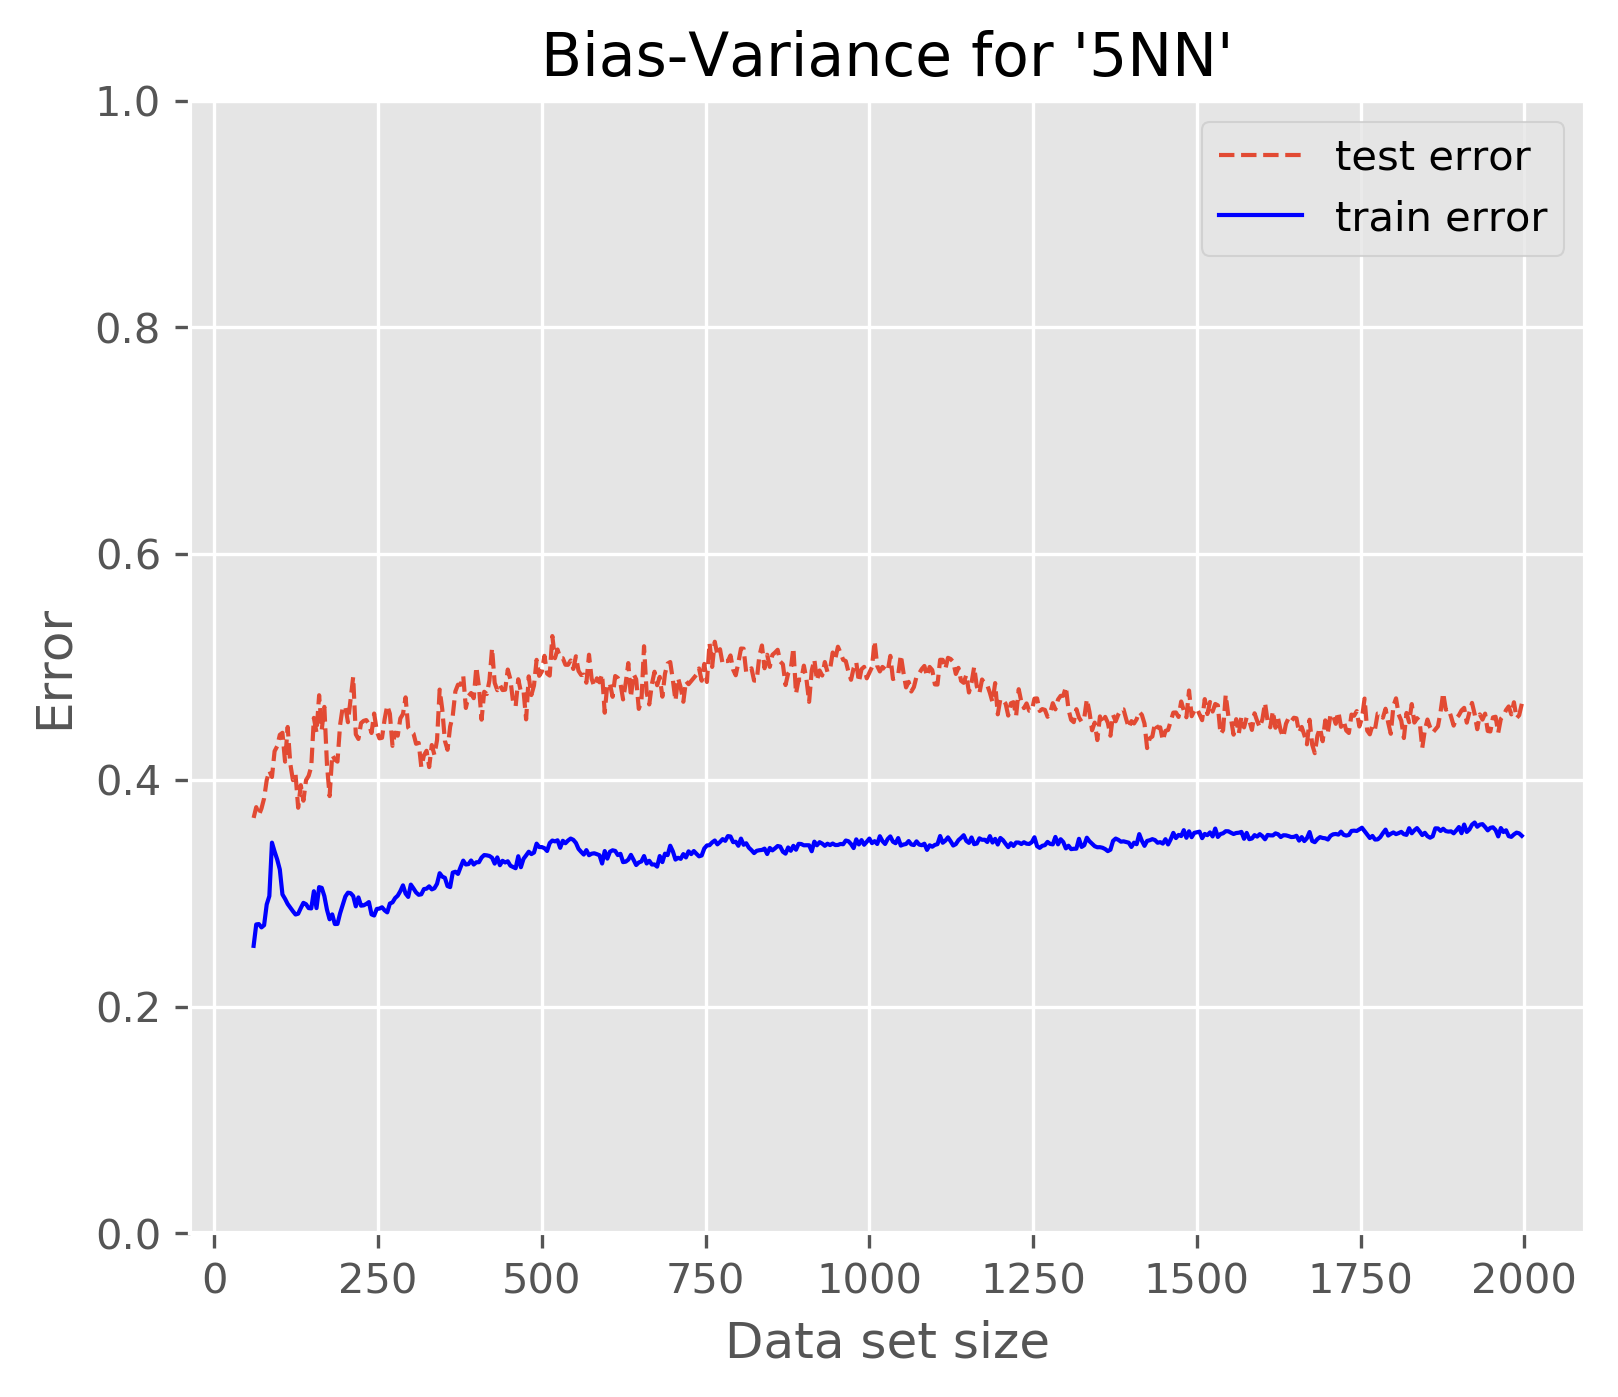 Bias-Variance for '5NN'
test error
train error
1.0
0.8
0.6
0.4
0.2
0.0
Error
0 250 500 750 1000 1250 1500 1750 2000
Data set size